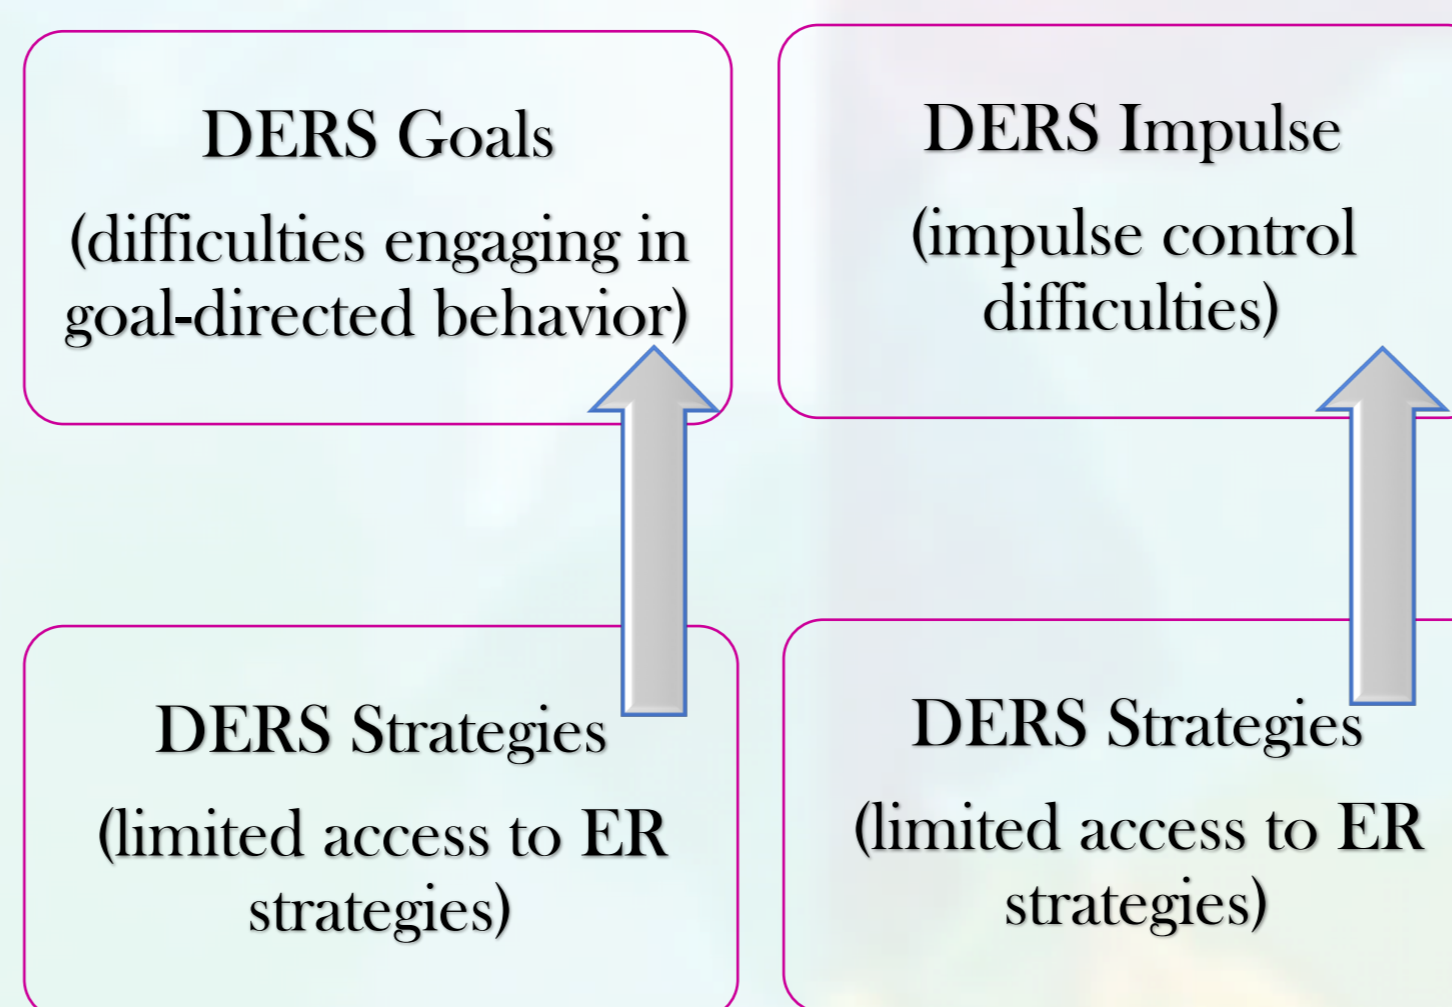 DERS Goals
(difficulties engaging in
goal-directed behavior)
DERS Impulse
(impulse control
difficulties)
DERS Strategies
(limited access to ER
strategies)
DERS Strategies
(limited access to ER
strategies)